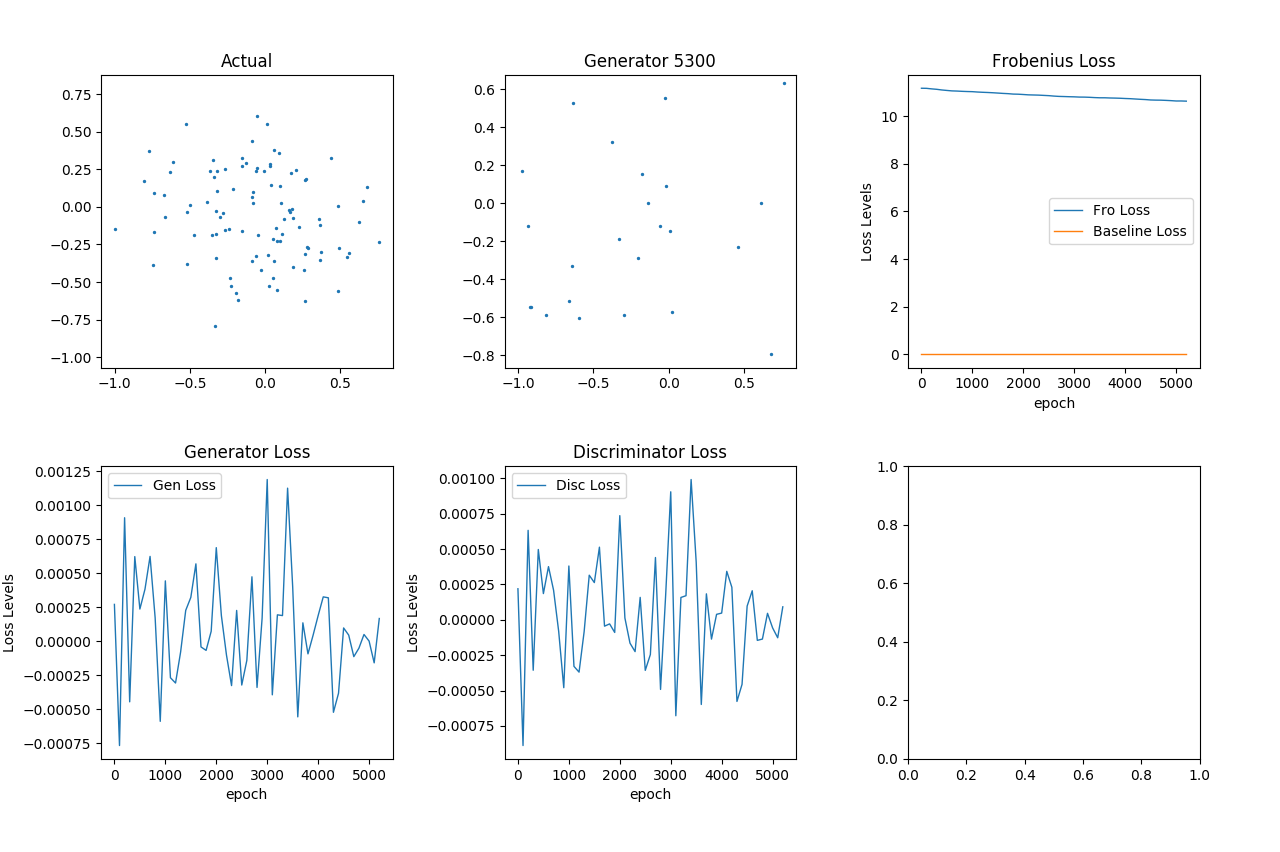 Actual
0.75
0.50
0.25
0.00
−0.25
−0.50
−0.75
−1.00
−1.0 −0.5 0.0 0.5
Generator 5300
0.6
0.4
0.2
0.0
−0.2
−0.4
−0.6
−0.8
−1.0 −0.5 0.0 0.5
Frobenius Loss
Loss Levels
10
8
6
4
2
0
Fro Loss
Baseline Loss
0 1000 2000 3000 4000 5000
epoch
Generator Loss
Loss Levels
0.00125
0.00100
0.00075
0.00050
0.00025
0.00000
−0.00025
−0.00050
−0.00075
Gen Loss
0 1000 2000 3000 4000 5000
epoch
Discriminator Loss
Loss Levels
0.00100
0.00075
0.00050
0.00025
0.00000
−0.00025
−0.00050
−0.00075
Disc Loss
0 1000 2000 3000 4000 5000
epoch
1.0
0.8
0.6
0.4
0.2
0.0
0.0 0.2 0.4 0.6 0.8 1.0